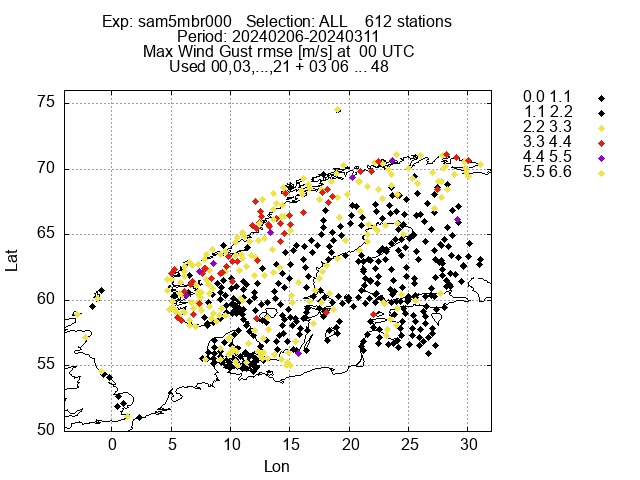 Exp: sam5mbr000 Selection: ALL 612 stations
Period: 20240206-20240311
Max Wind Gust rmse [m/s] at 00 UTC
Used 00,03,...,21 + 03 06 ... 48
0.0 1.1
1.1 2.2
2.2 3.3
3.3 4.4
4.4 5.5
5.5 6.6
75
70
65
60
55
50
Lat
0 5 10 15 20 25 30
Lon